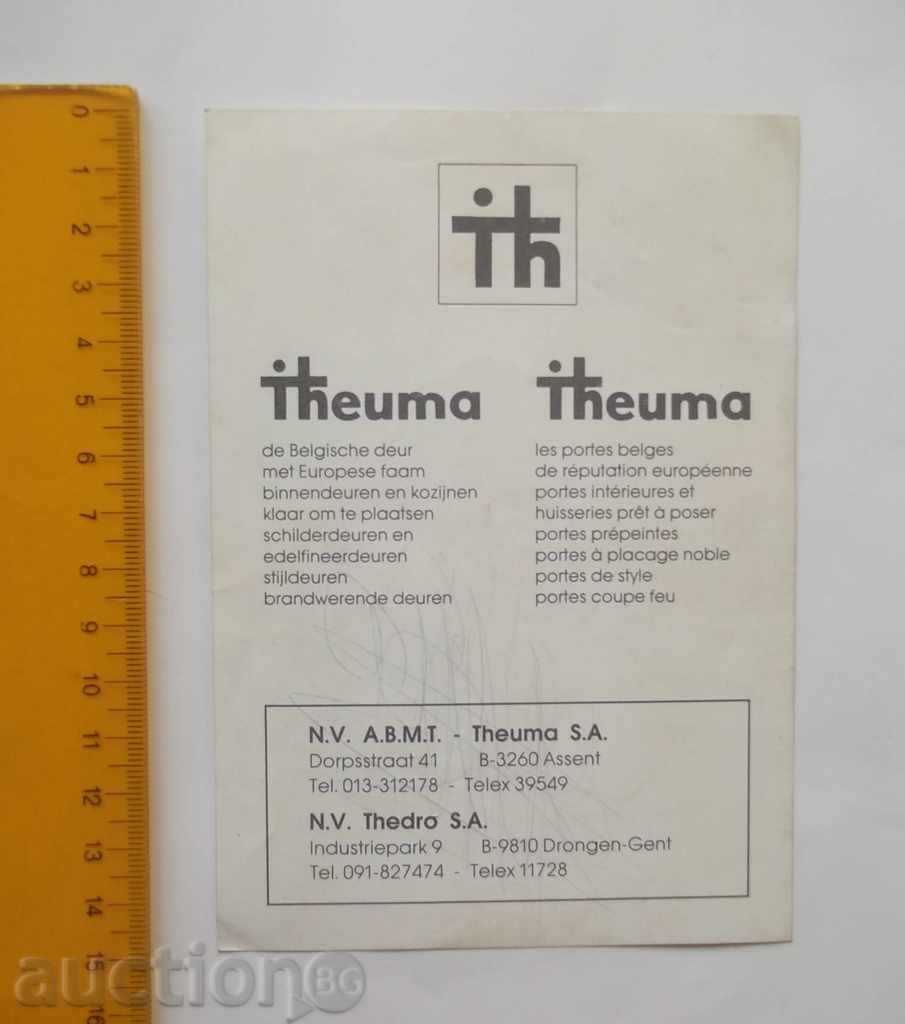 Th
Theuma
de Belgische deur
met Europese faam
binnendeuren en kozijnen
klaar om te plaatsen
schilderdeuren en
edelfineerdeuren
stijldeuren
brandwerende deuren
Theuma
les portes belges
de réputation européenne
portes intérieures et
huisseries prêt à poser
portes prépeintes
portes à placage noble
portes de style
portes coupe feu
N.V. A.B.M.T. - Theuma S.A.
Dorpsstraat 41 B-3260 Assent
Tel. 013-312178 - Telex 39549
N.V. Thedro S.A.
Industriepark 9 B-9810 Drongen-Gent
Tel. 091-827474 - Telex 11728
0
1
2
3
4
5
6
7
8
9
10
11
12
13
14
15
16
auction BG